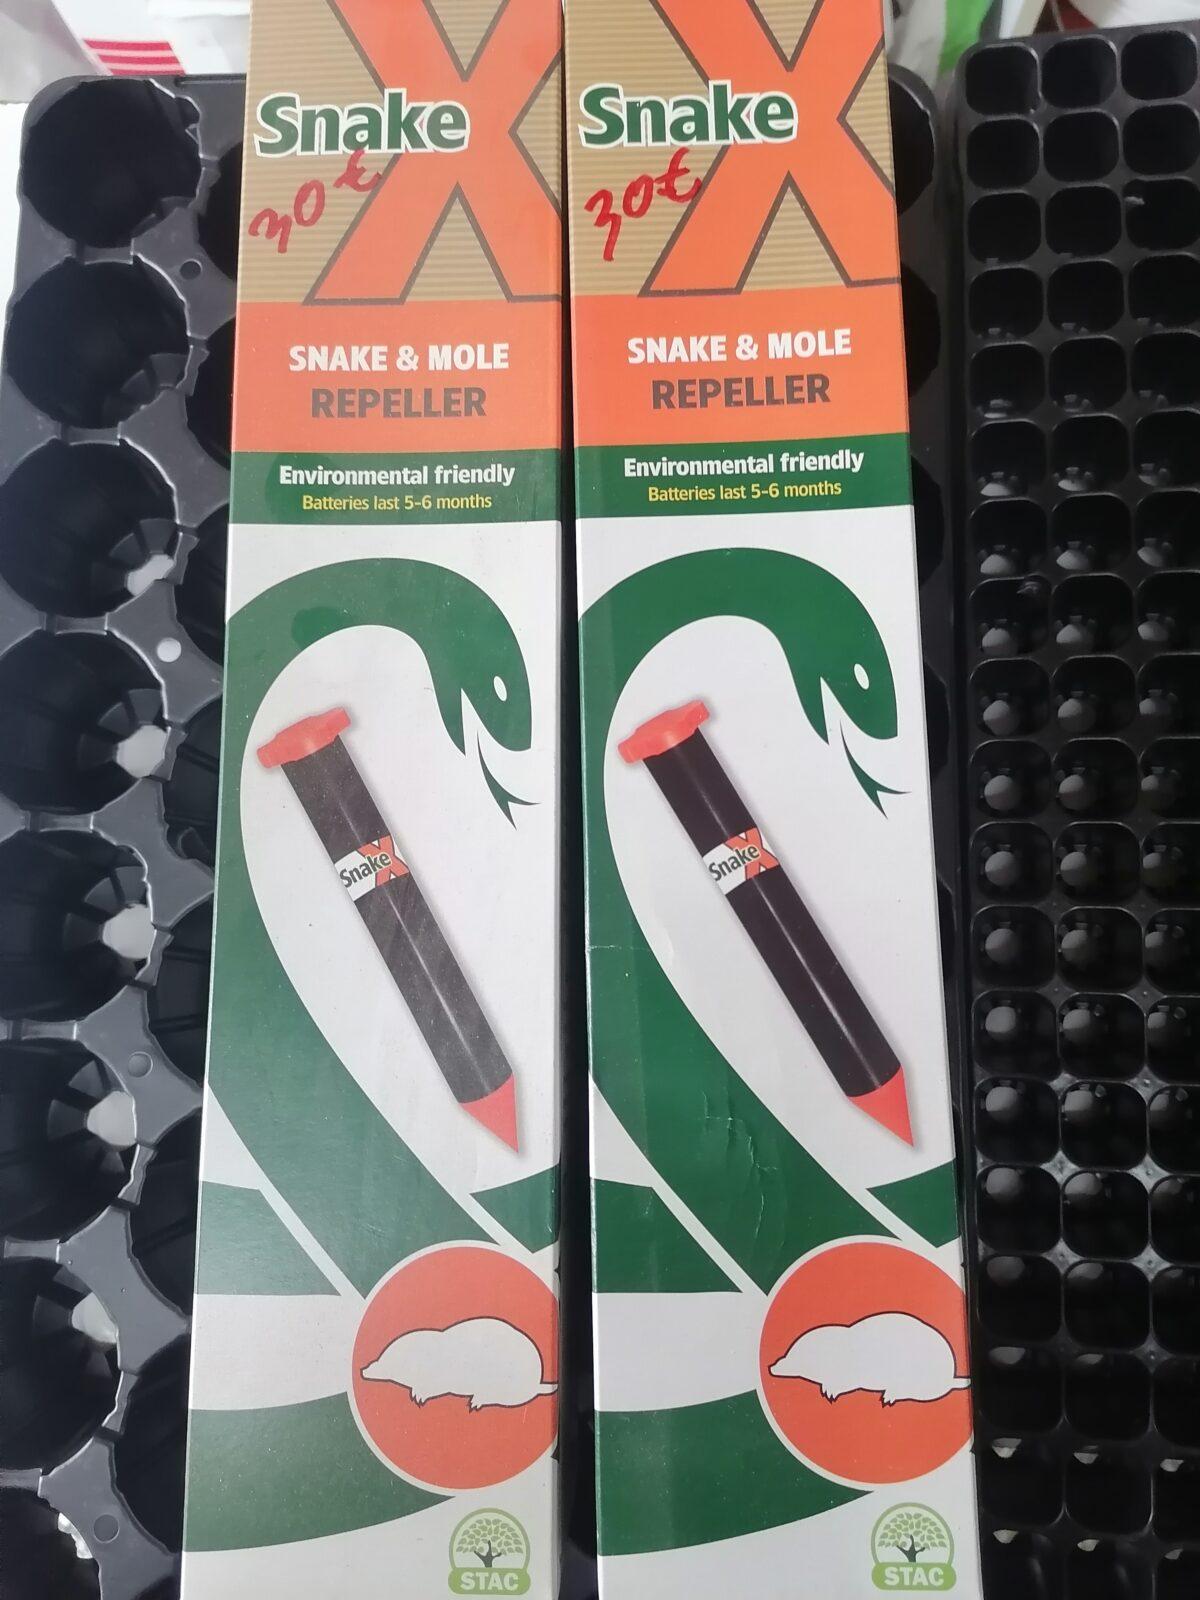 Snake X
30€
SNAKE & MOLE
REPELLER
Environmental friendly
Batteries last 5-6 months
Snake X
STAC
Snake X
30€
SNAKE & MOLE
REPELLER
Environmental friendly
Batteries last 5-6 months
Snake X
STAC